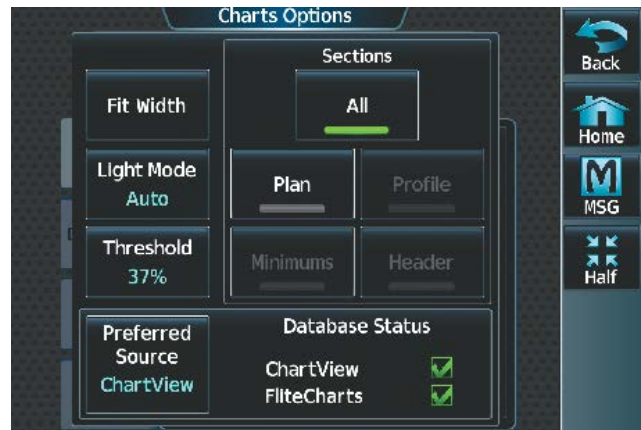 Charts Options
Back
Sections
Fit Width
All
Home
Light Mode
Auto
Plan
Profile
MSG
Threshold
37%
Minimums
Header
Half
Preferred
Source
ChartView
Database Status
ChartView
FliteCharts